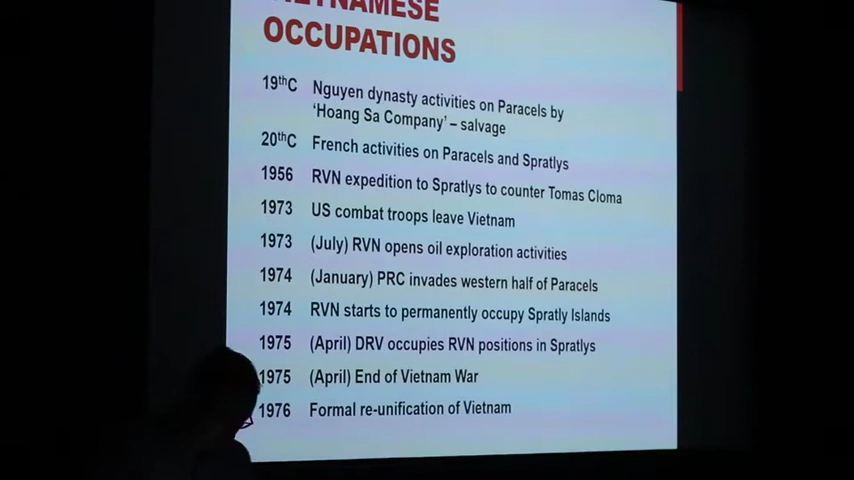 VIETNAMESE
OCCUPATIONS
19thC Nguyen dynasty activities on Paracels by
‘Hoang Sa Company’ – salvage
20thC French activities on Paracels and Spratlys
1956 RVN expedition to Spratlys to counter Tomas Cloma
1973 US combat troops leave Vietnam
1973 (July) RVN opens oil exploration activities
1974 (January) PRC invades western half of Paracels
1974 RVN starts to permanently occupy Spratly Islands
1975 (April) DRV occupies RVN positions in Spratlys
1975 (April) End of Vietnam War
1976 Formal re-unification of Vietnam